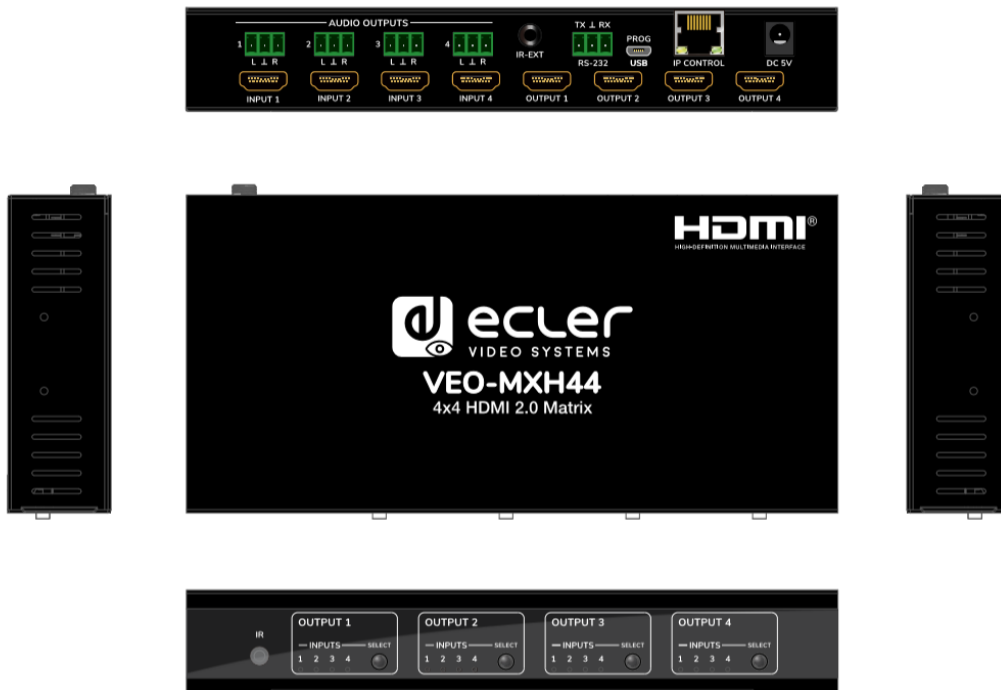 AUDIO OUTPUTS
1 2 3 4
L ⊥ R L ⊥ R L ⊥ R L ⊥ R
IR-EXT
TX ⊥ RX
RS-232
PROG
USB
IP CONTROL
DC 5V
INPUT 1 INPUT 2 INPUT 3 INPUT 4 OUTPUT 1 OUTPUT 2 OUTPUT 3 OUTPUT 4
HDMI®
HIGH-DEFINITION MULTIMEDIA INTERFACE
ecler
VIDEO SYSTEMS
VEO-MXH44
4x4 HDMI 2.0 Matrix
IR
OUTPUT 1
INPUTS SELECT
1 2 3 4
OUTPUT 2
INPUTS SELECT
1 2 3 4
OUTPUT 3
INPUTS SELECT
1 2 3 4
OUTPUT 4
INPUTS SELECT
1 2 3 4